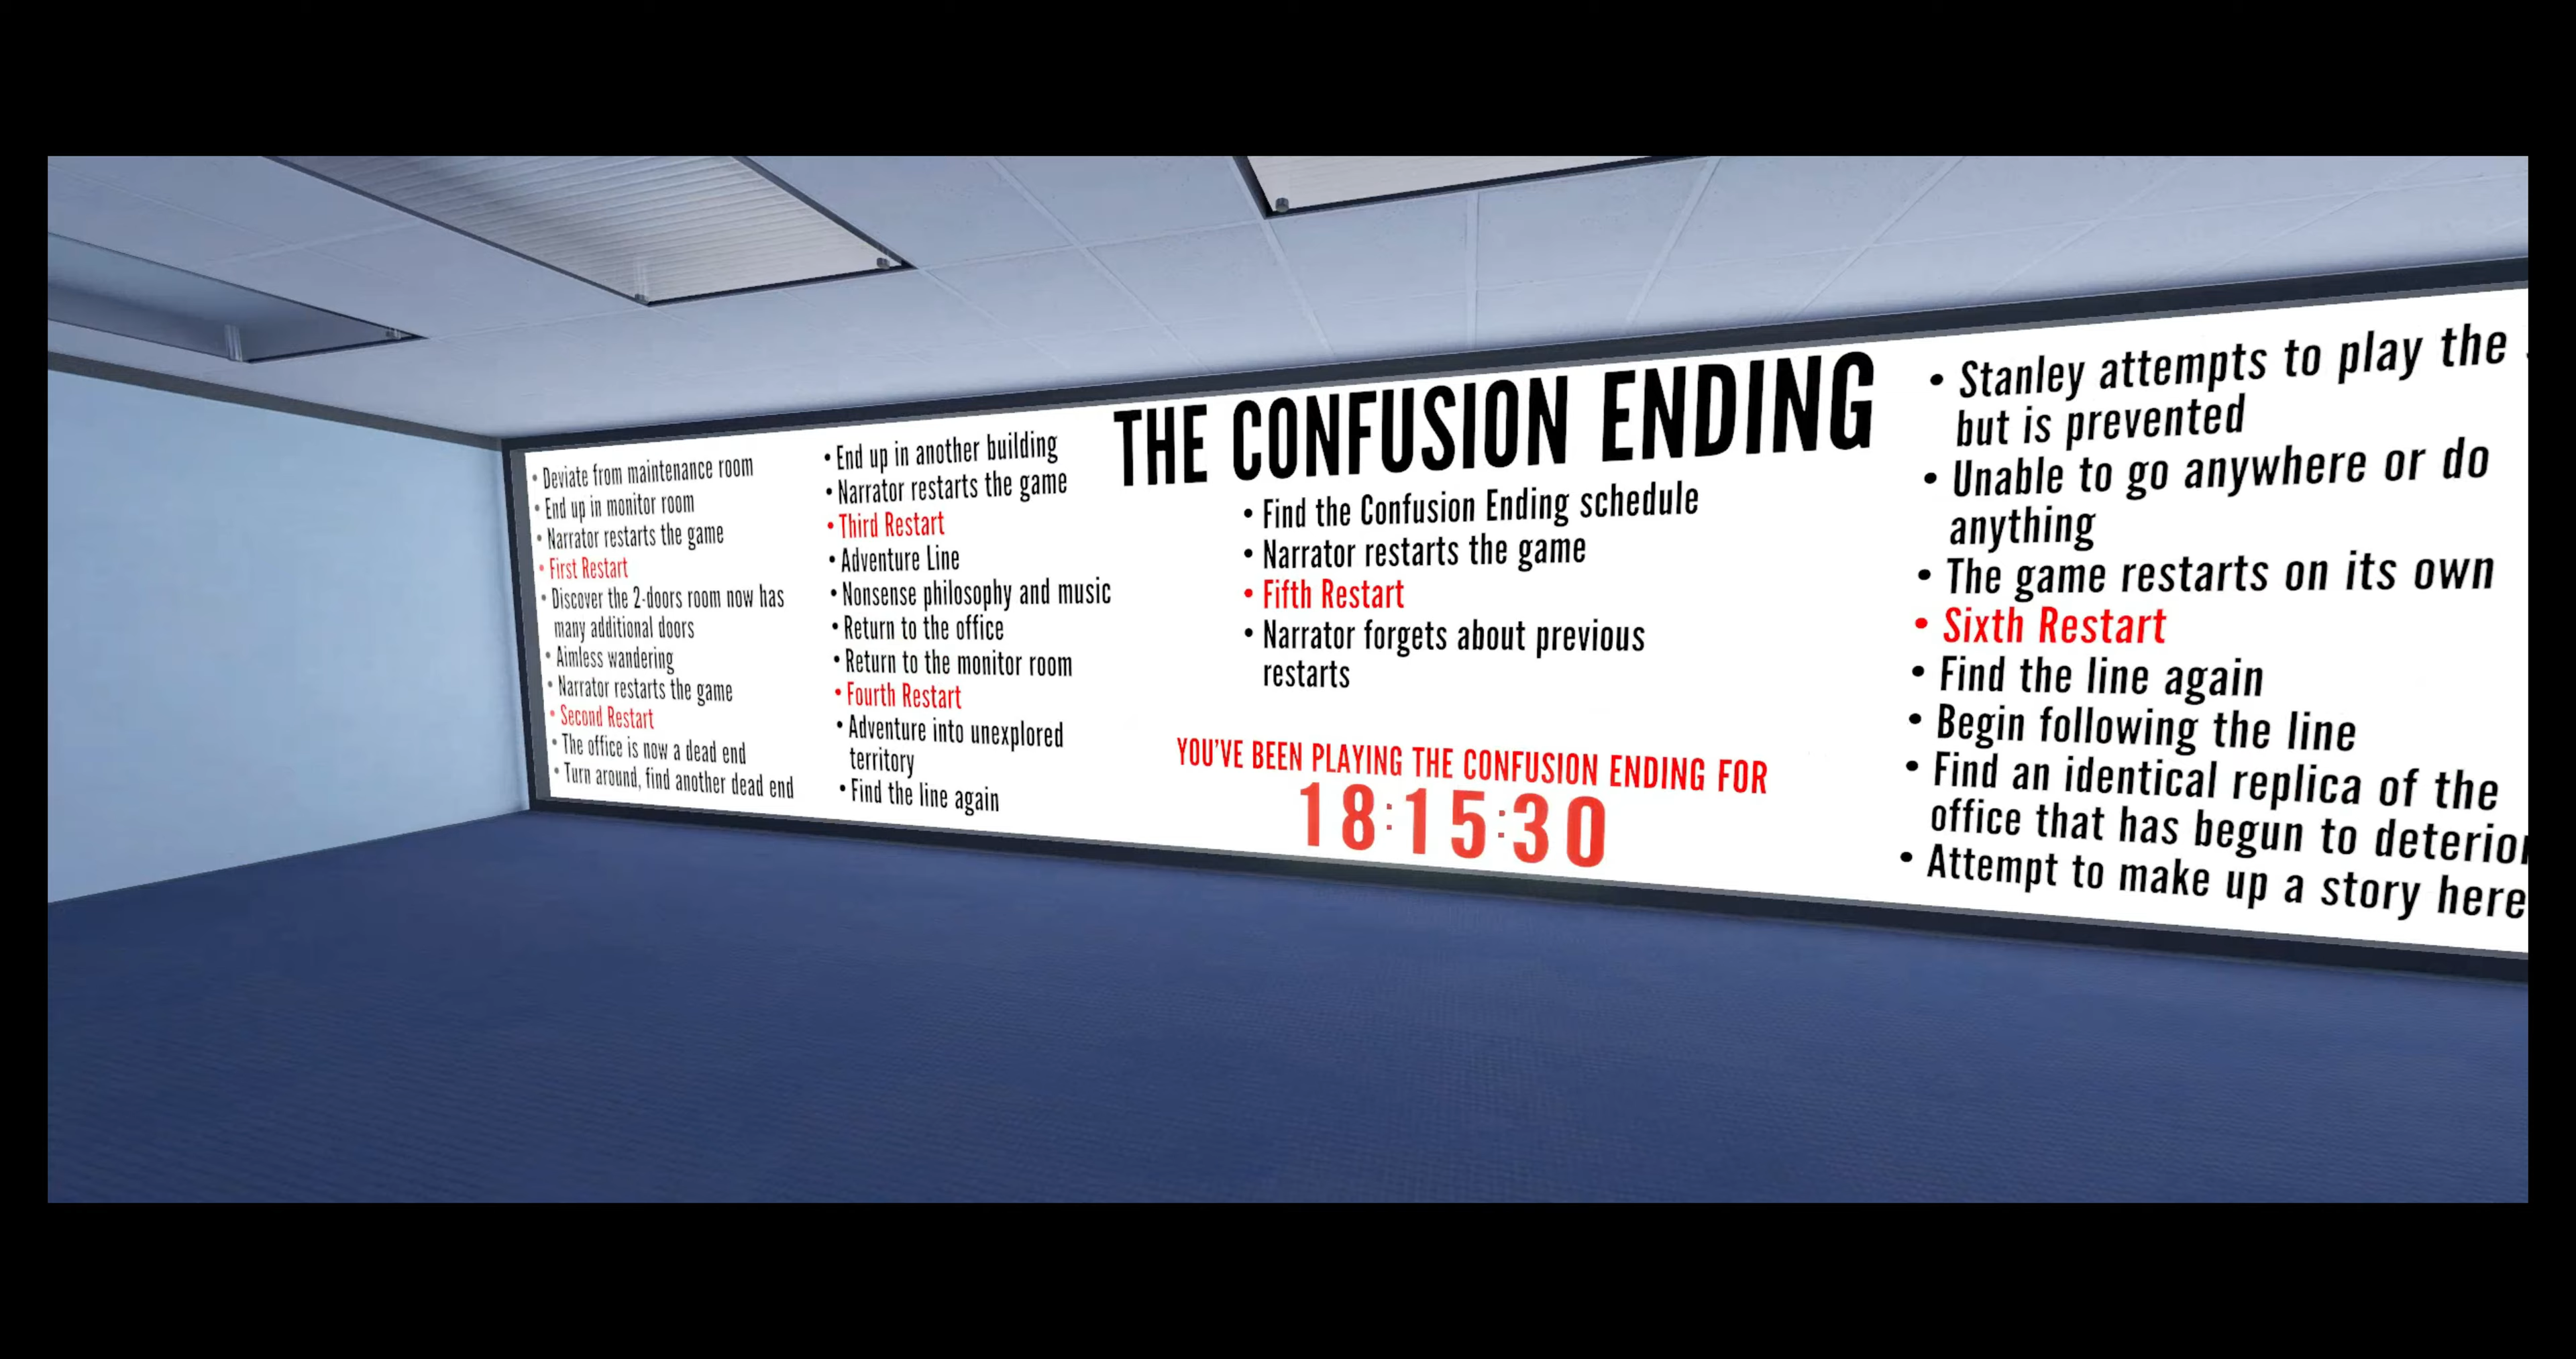 • Deviate from maintenance room
• End up in monitor room
• Narrator restarts the game
• First Restart
• Discover the 2-doors room now has
many additional doors
• Aimless wandering
• Narrator restarts the game
• Second Restart
• The office is now a dead end
• Turn around, find another dead end
• End up in another building
• Narrator restarts the game
• Third Restart
• Adventure Line
• Nonsense philosophy and music
• Return to the office
• Return to the monitor room
• Fourth Restart
• Adventure into unexplored
territory
• Find the line again
THE CONFUSION ENDING
• Find the Confusion Ending schedule
• Narrator restarts the game
• Fifth Restart
• Narrator forgets about previous
restarts
YOU'VE BEEN PLAYING THE CONFUSION ENDING FOR
18:15:30
• Stanley attempts to play the
but is prevented
• Unable to go anywhere or do
anything
• The game restarts on its own
• Sixth Restart
• Find the line again
• Begin following the line
• Find an identical replica of the
office that has begun to
• Attempt to make up a story here